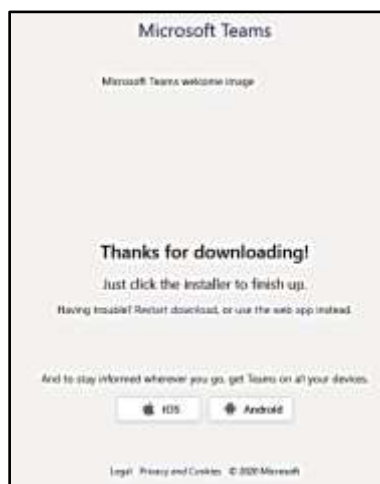 Microsoft Teams
Microsoft Teams welcome image
Thanks for downloading!
Just click the installer to finish up.
Having trouble? Restart download, or use the web app instead.
And to stay informed wherever you go, get Teams on all your devices.
iOS Android
Legal Privacy and Cookies © 2020 Microsoft